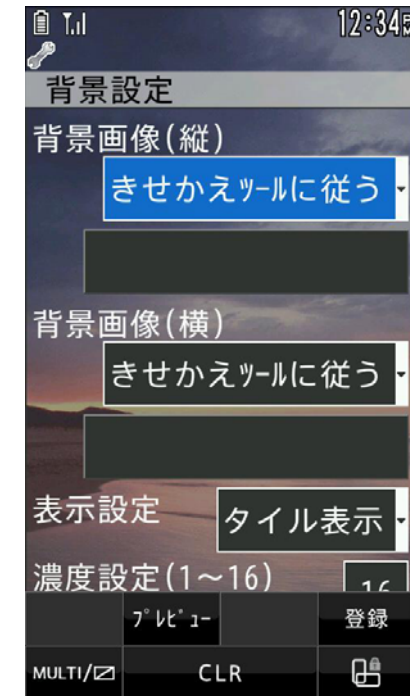 12:34
背景設定
背景画像(縦)
きせかえﾂｰﾙに従う
背景画像(横)
きせかえﾂｰﾙに従う
表示設定
タイル表示
濃度設定(1～16)
16
ﾌﾟﾚﾋﾞｭｰ
登録
MULTI/
CLR